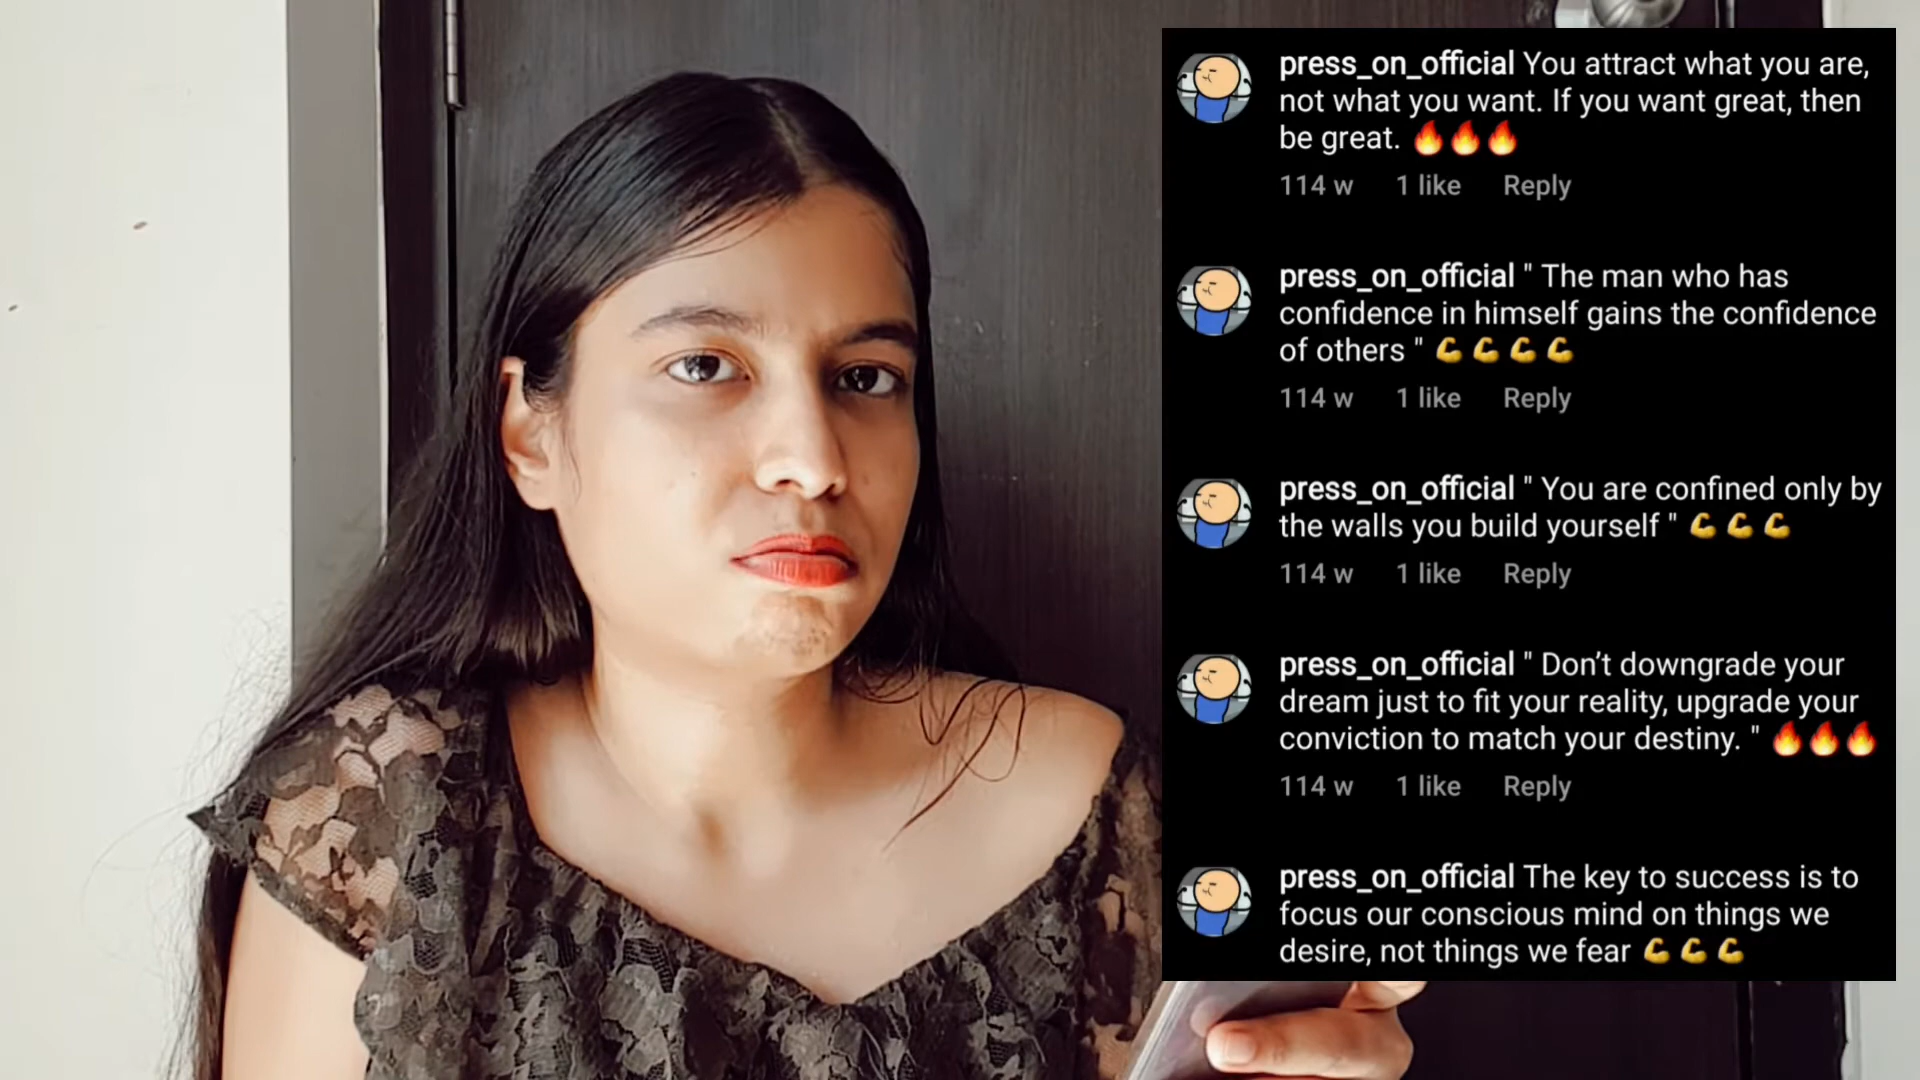 press_on_official You attract what you are,
not what you want. If you want great, then
be great. 🔥🔥🔥
114 w 1 like Reply
press_on_official " The man who has
confidence in himself gains the confidence
of others " 💪💪💪💪
114 w 1 like Reply
press_on_official " You are confined only by
the walls you build yourself " 💪💪💪
114 w 1 like Reply
press_on_official " Don’t downgrade your
dream just to fit your reality, upgrade your
conviction to match your destiny. " 🔥🔥🔥
114 w 1 like Reply
press_on_official The key to success is to
focus our conscious mind on things we
desire, not things we fear 💪💪💪